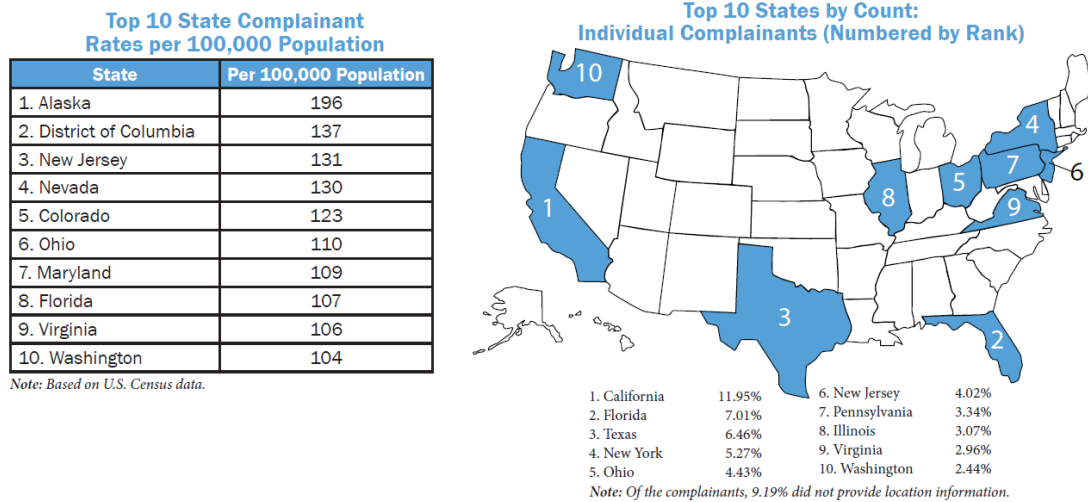 Top 10 State Complainant
Rates per 100,000 Population
State Per 100,000 Population
1. Alaska 196
2. District of Columbia 137
3. New Jersey 131
4. Nevada 130
5. Colorado 123
6. Ohio 110
7. Maryland 109
8. Florida 107
9. Virginia 106
10. Washington 104
Note: Based on U.S. Census data.
Top 10 States by Count:
Individual Complainants (Numbered by Rank)
10
4
7
6
5
8
9
1
3
2
1. California 11.95%
2. Florida 7.01%
3. Texas 6.46%
4. New York 5.27%
5. Ohio 4.43%
6. New Jersey 4.02%
7. Pennsylvania 3.34%
8. Illinois 3.07%
9. Virginia 2.96%
10. Washington 2.44%
Note: Of the complainants, 9.19% did not provide location information.